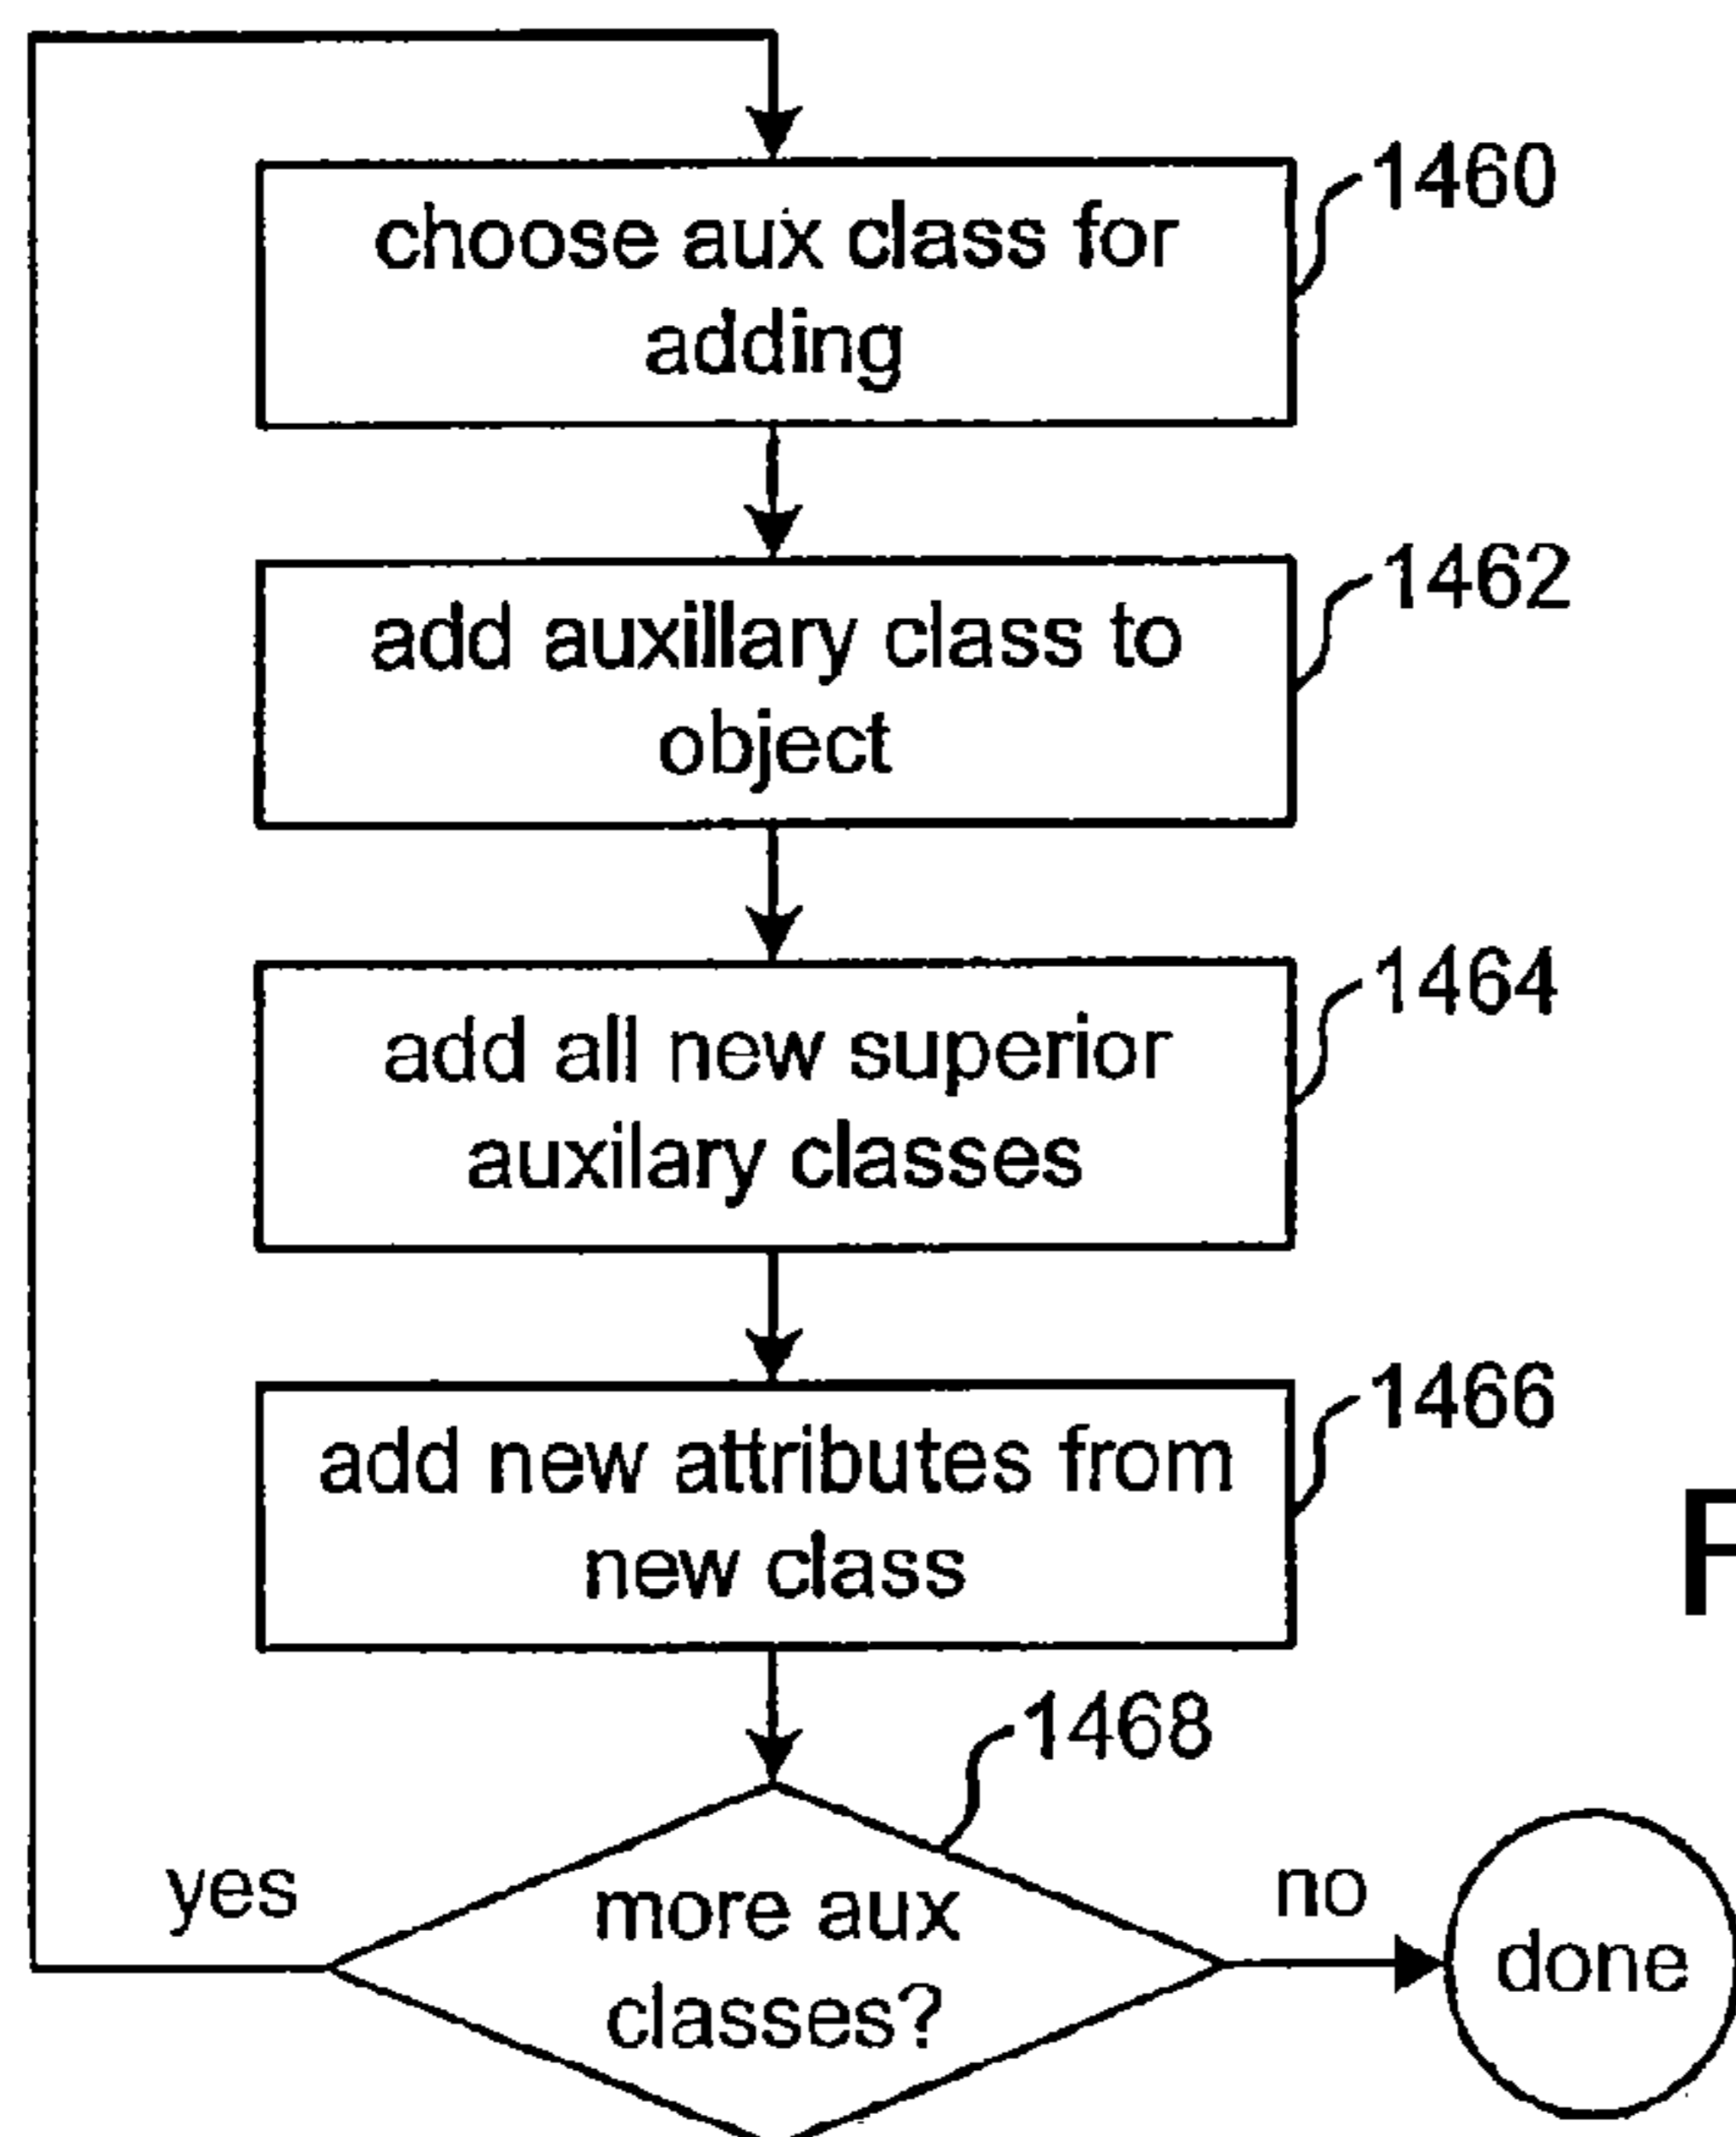 1460
choose aux class for
adding
1462
add auxillary class to
object
1464
add all new superior
auxilary classes
1466
add new attributes from
new class
F
1468
yes
more aux
classes?
no
done